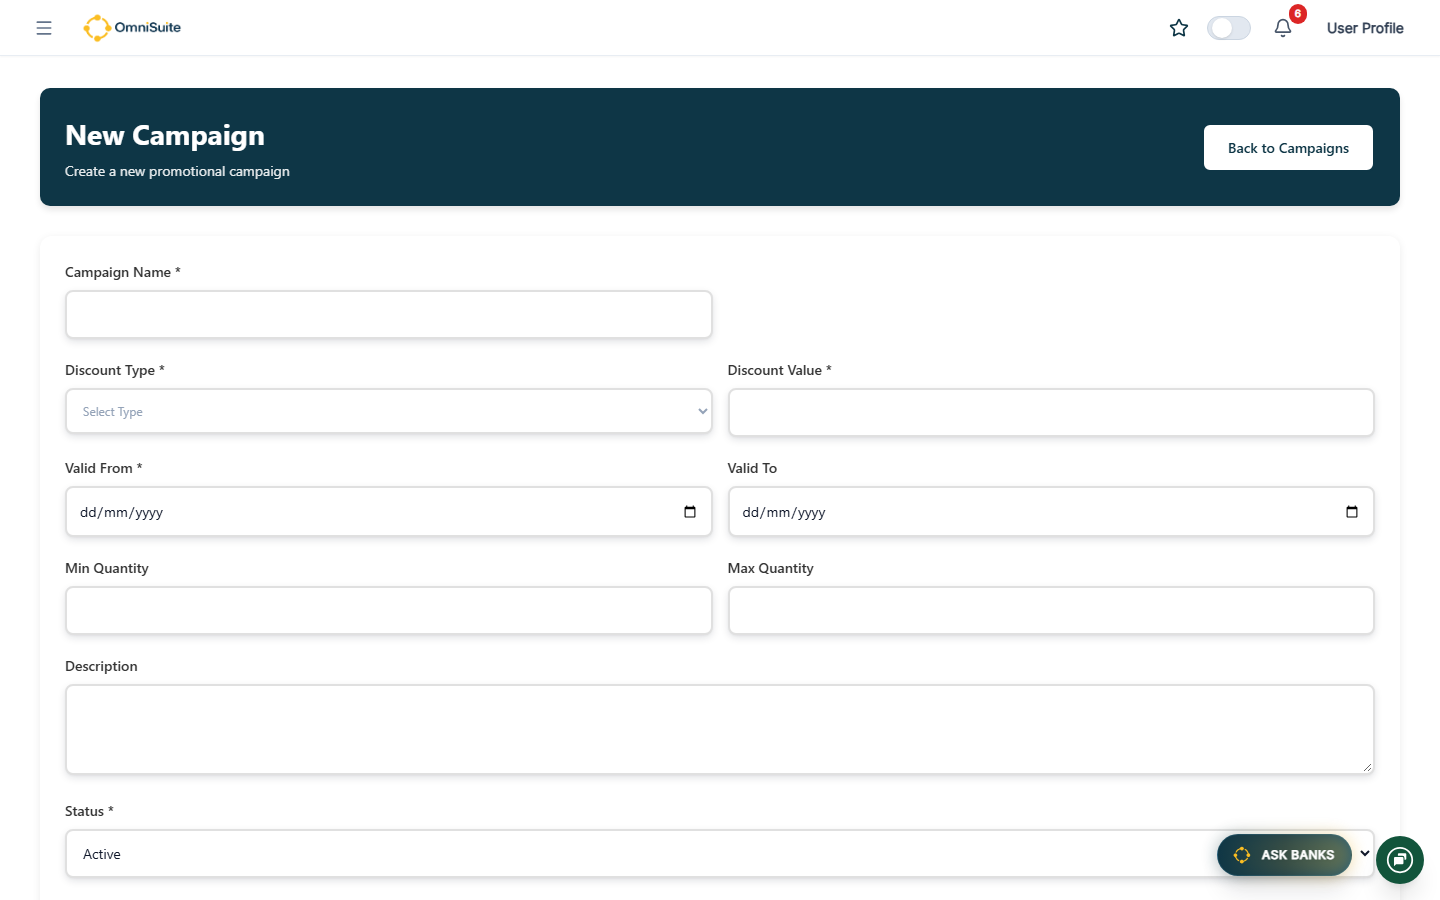 OmniSuite
6
User Profile
New Campaign
Create a new promotional campaign
Back to Campaigns
Campaign Name *
Discount Type *
Discount Value *
Select Type
Valid From *
Valid To
dd/mm/yyyy
dd/mm/yyyy
Min Quantity
Max Quantity
Description
Status *
Active
ASK BANKS